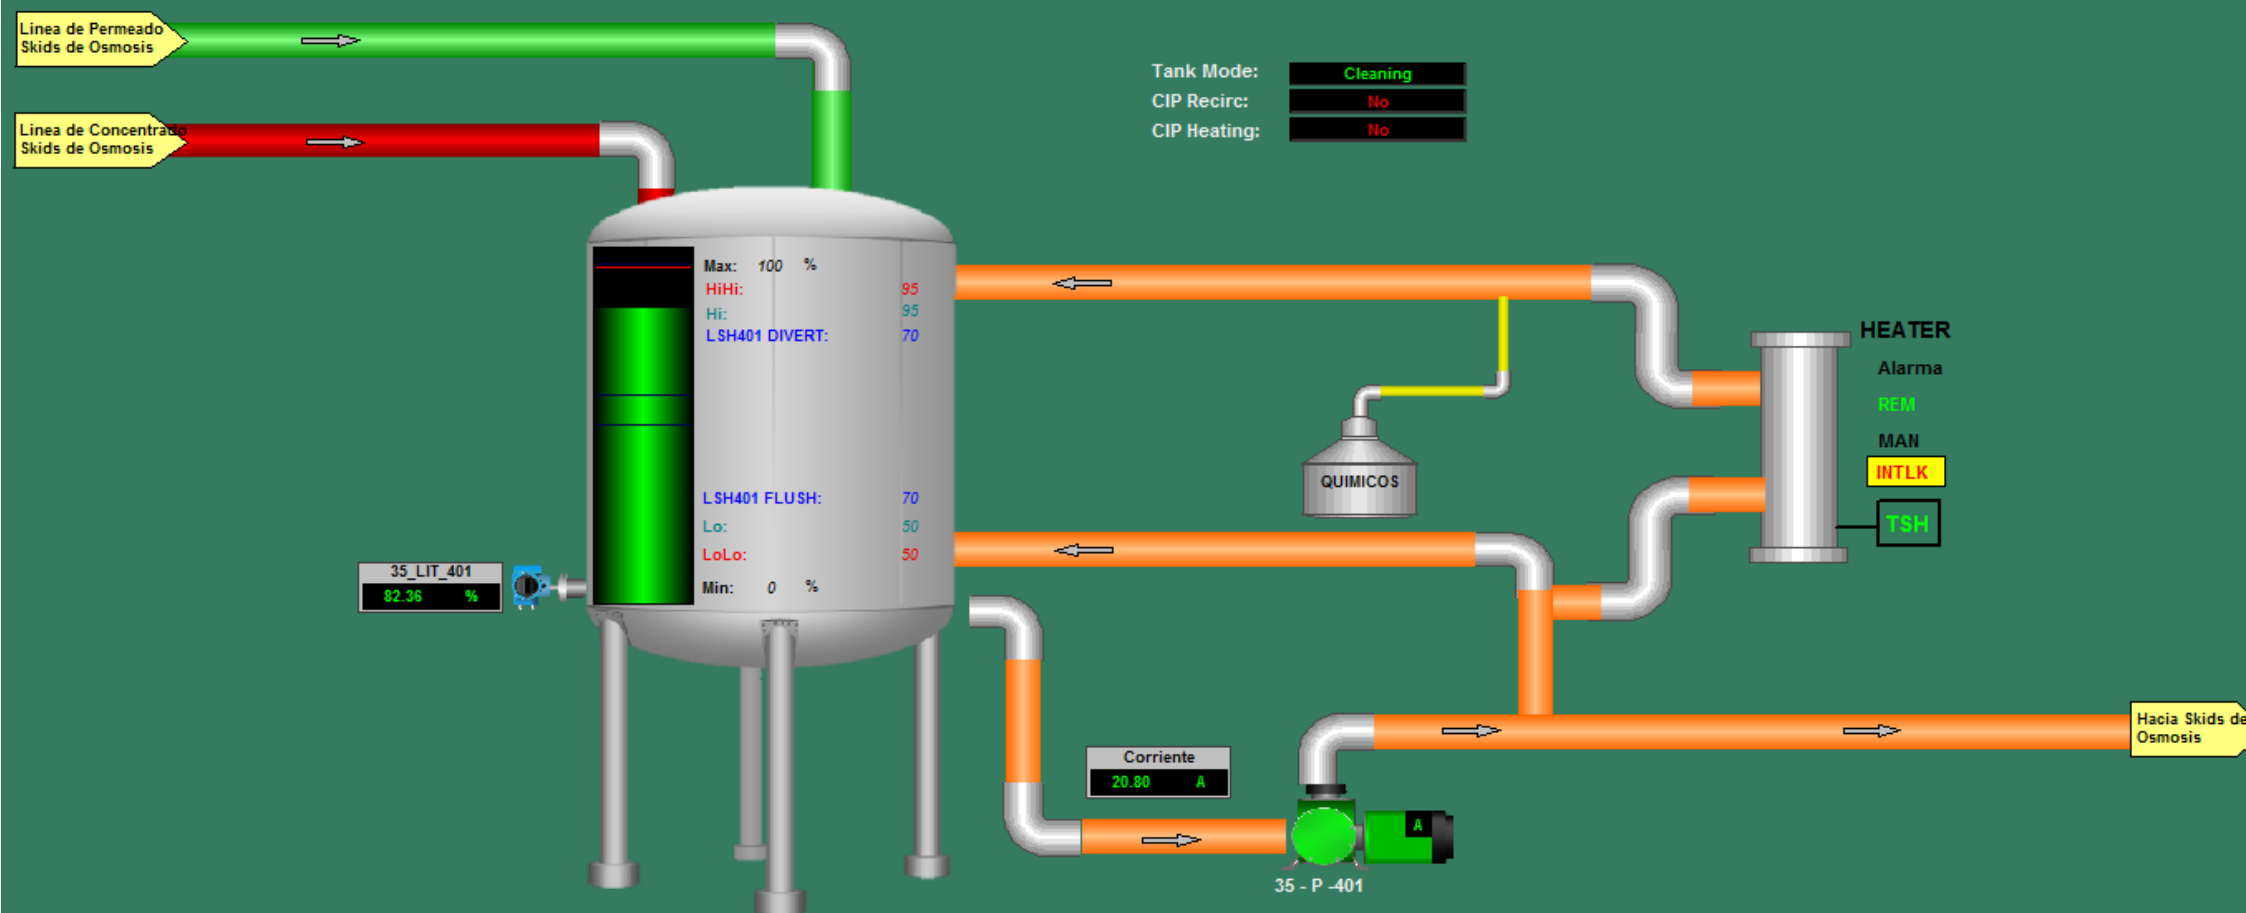 Linea de Permeado
Skids de Osmosis
Linea de Concentrado
Skids de Osmosis
Tank Mode: Cleaning
CIP Recirc: No
CIP Heating: No
Max: 100 %
HiHi: 95
Hi: 95
LSH401 DIVERT: 70
LSH401 FLUSH: 70
Lo: 50
LoLo: 50
Min: 0 %
35_LIT_401
82.36 %
QUIMICOS
HEATER
Alarma
REM
MAN
INTLK
TSH
Hacia Skids de
Osmosis
Corriente
20.80 A
A
35 - P -401